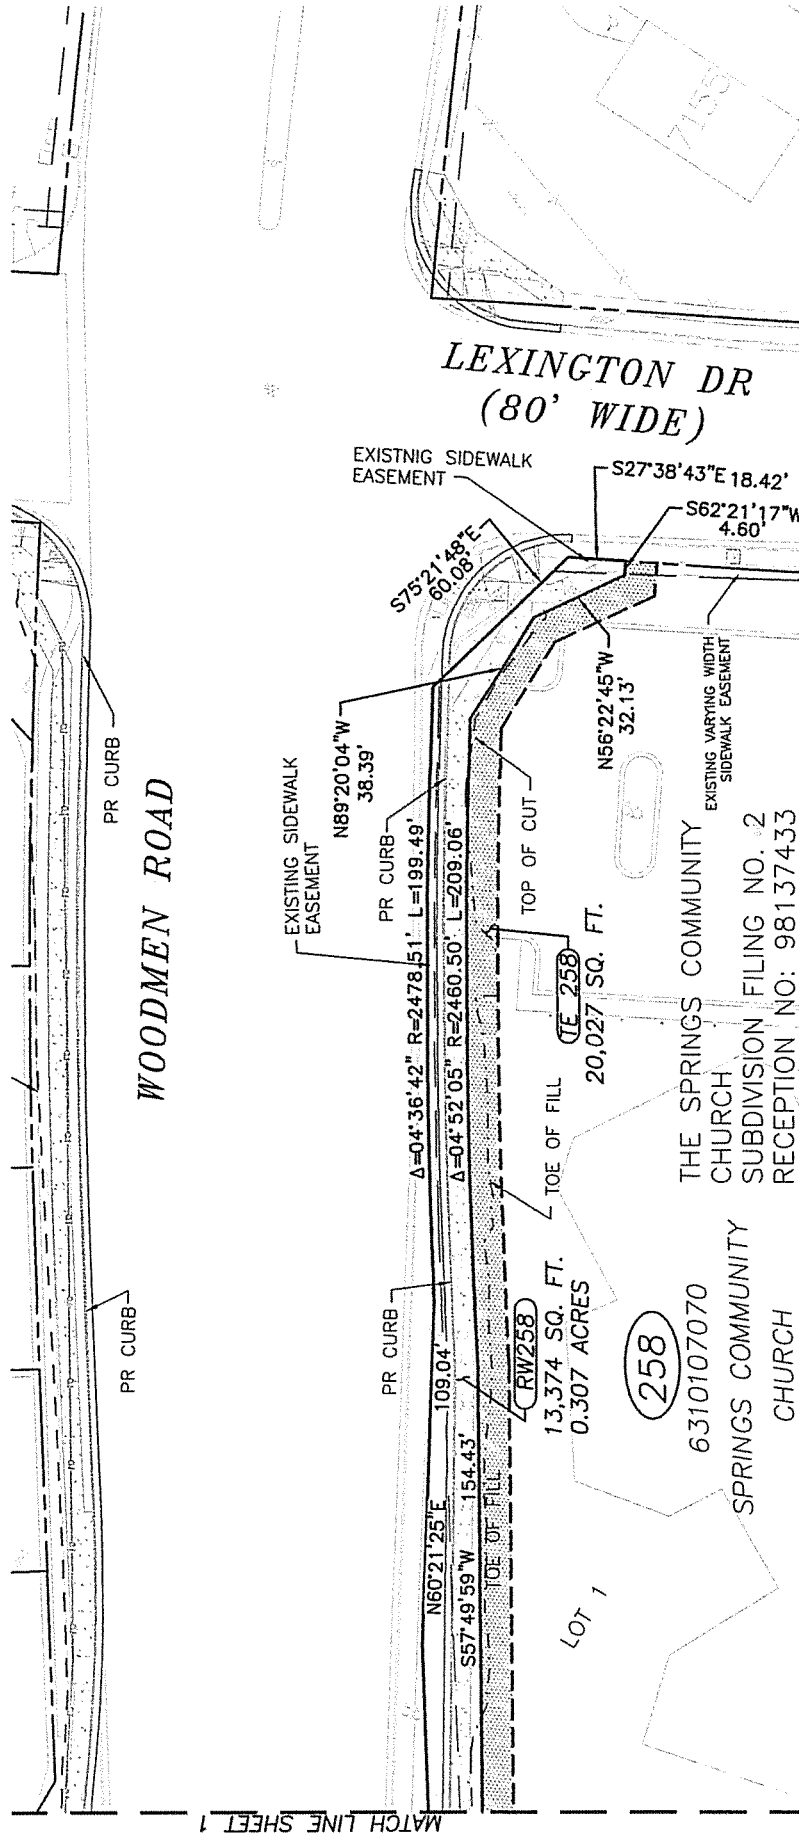 7155
LEXINGTON DR
(80' WIDE)
EXISTNIG SIDEWALK
EASEMENT
S27°38'43"E 18.42'
S62°21'17"W
4.60'
S75°21'48"E
60.08'
N89°20'04"W
38.39'
N56°22'45"W
32.13'
EXISTING VARYING WIDTH
SIDEWALK EASEMENT
PR CURB
WOODMEN ROAD
EXISTING SIDEWALK
EASEMENT
PR CURB
TOP OF CUT
Δ=04°36'42" R=2478.51' L=199.49'
Δ=04°52'05" R=2460.50' L=209.06'
TE 258
20,027 SQ. FT.
TOE OF FILL
THE SPRINGS COMMUNITY
CHURCH
SUBDIVISION FILING NO. 2
RECEPTION NO: 98137433
PR CURB
PR CURB
109.04'
N60°21'25"E
154.43'
S57°49'59"W
TOE OF FILL
RW258
13,374 SQ. FT.
0.307 ACRES
258
6310107070
SPRINGS COMMUNITY
CHURCH
LOT 1
MATCH LINE SHEET 1